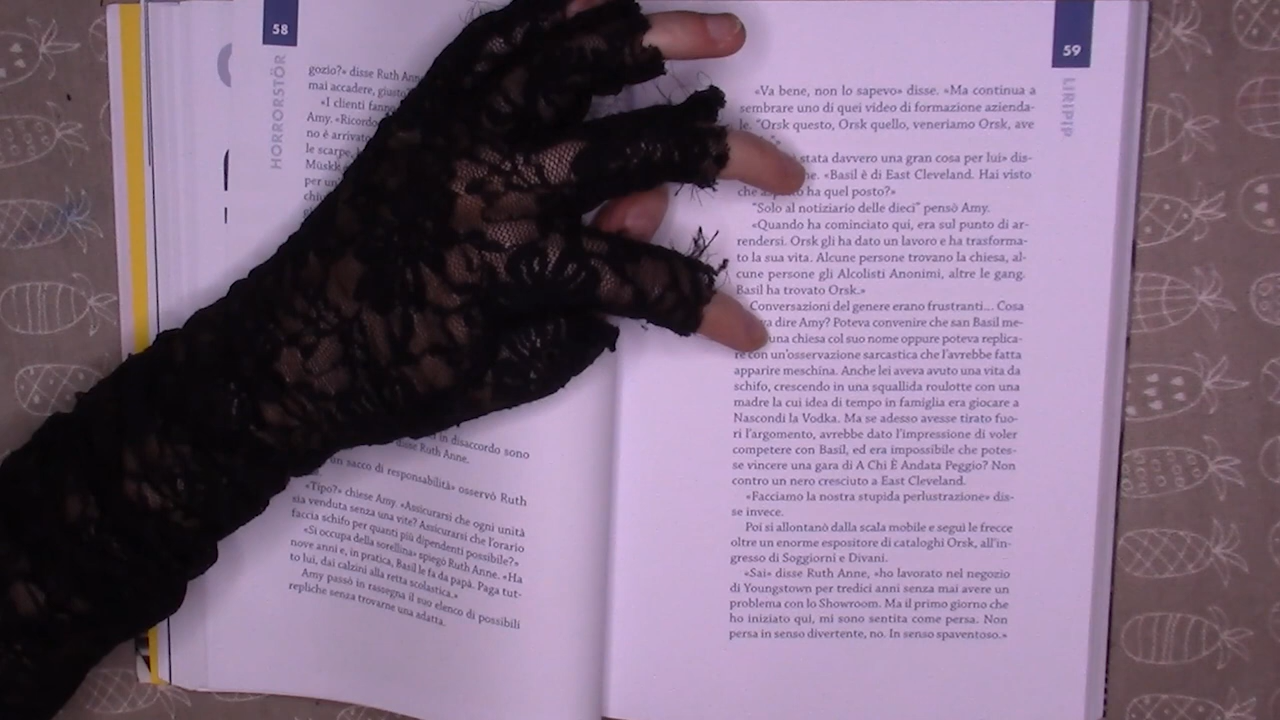 58
HORRORSTÖR
gozio?» disse Ruth Anne
mai accadere, giusto
«I clienti fanno
Amy. «Ricordo
no è arrivato
le scarpe,
Müskk
per un
in disaccordo sono
disse Ruth Anne.
un sacco di responsabilità» osservò Ruth
«Tipo?» chiese Amy. «Assicurarsi che ogni unità
sia venduta senza una vite? Assicurarsi che l'orario
faccia schifo per quanti più dipendenti possibile?»
«Si occupa della sorellina» spiegò Ruth Anne. «Ha
nove anni e, in pratica, Basil le fa da papà. Paga tut-
to lui, dai calzini alla retta scolastica.»
Amy passò in rassegna il suo elenco di possibili
repliche senza trovarne una adatta.
59
LIRIPIP
«Va bene, non lo sapevo» disse. «Ma continua a
sembrare uno di quei video di formazione azienda-
le. "Orsk questo, Orsk quello, veneriamo Orsk, ave
stata davvero una gran cosa per lui» dis-
ne. «Basil è di East Cleveland. Hai visto
che aspetto ha quel posto?»
"Solo al notiziario delle dieci" pensò Amy.
«Quando ha cominciato qui, era sul punto di ar-
rendersi. Orsk gli ha dato un lavoro e ha trasforma-
to la sua vita. Alcune persone trovano la chiesa, al-
cune persone gli Alcolisti Anonimi, altre le gang.
Basil ha trovato Orsk.»
Conversazioni del genere erano frustranti... Cosa
va dire Amy? Poteva convenire che san Basil me-
una chiesa col suo nome oppure poteva replica-
re con un'osservazione sarcastica che l'avrebbe fatta
apparire meschina. Anche lei aveva avuto una vita da
schifo, crescendo in una squallida roulotte con una
madre la cui idea di tempo in famiglia era giocare a
Nascondi la Vodka. Ma se adesso avesse tirato fuo-
ri l'argomento, avrebbe dato l'impressione di voler
competere con Basil, ed era impossibile che potes-
se vincere una gara di A Chi È Andata Peggio? Non
contro un nero cresciuto a East Cleveland.
«Facciamo la nostra stupida perlustrazione» dis-
se invece.
Poi si allontanò dalla scala mobile e seguì le frecce
oltre un enorme espositore di cataloghi Orsk, all'in-
gresso di Soggiorni e Divani.
«Sai» disse Ruth Anne, «ho lavorato nel negozio
di Youngstown per tredici anni senza mai avere un
problema con lo Showroom. Ma il primo giorno che
ho iniziato qui, mi sono sentita come persa. Non
persa in senso divertente, no. In senso spaventoso.»